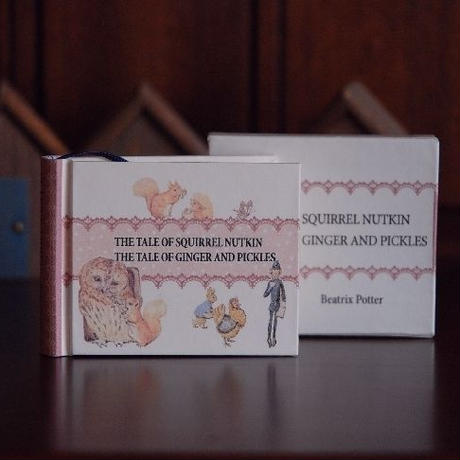 THE TALE OF SQUIRREL NUTKIN
THE TALE OF GINGER AND PICKLES
SQUIRREL NUTKIN
GINGER AND PICKLES
Beatrix Potter